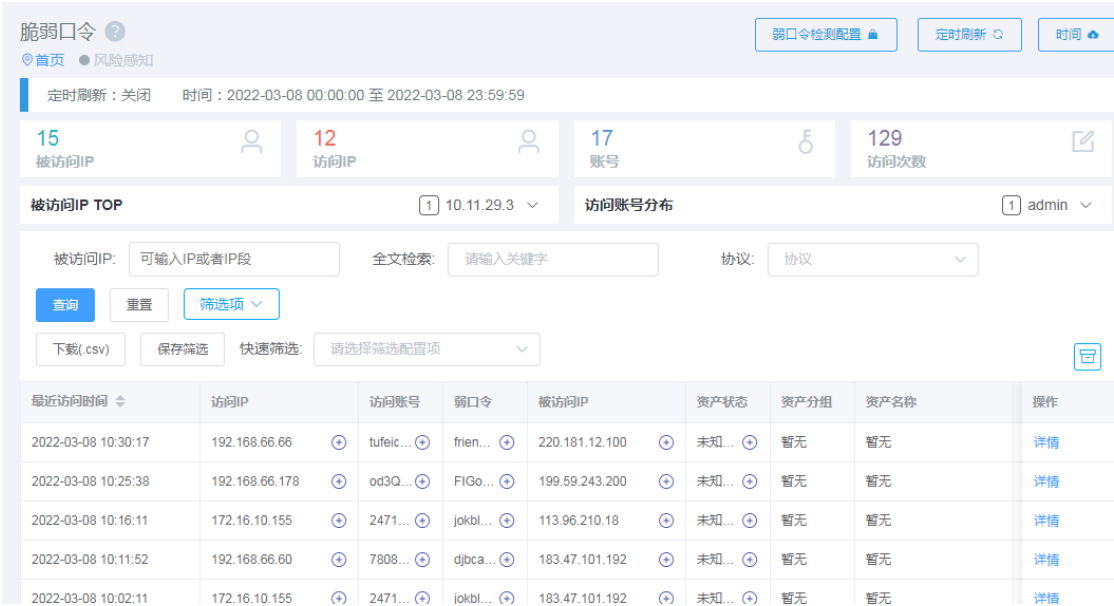 脆弱口令 ?
首页 风险感知
弱口令检测配置 定时刷新 时间
定时刷新：关闭 时间：2022-03-08 00:00:00 至 2022-03-08 23:59:59
15 12 17 129
被访问IP 访问IP 账号 访问次数
被访问IP TOP 1 10.11.29.3 访问账号分布 1 admin
被访问IP: 可输入IP或者IP段 全文检索: 请输入关键字 协议: 协议
查询 重置 筛选项
下载(.csv) 保存筛选 快速筛选: 请选择筛选配置项
最近访问时间 访问IP 访问账号 弱口令 被访问IP 资产状态 资产分组 资产名称 操作
2022-03-08 10:30:17 192.168.66.66 tufeic... frien... 220.181.12.100 未知... 暂无 暂无 详情
2022-03-08 10:25:38 192.168.66.178 od3Q... FIGo... 199.59.243.200 未知... 暂无 暂无 详情
2022-03-08 10:16:11 172.16.10.155 2471... jokbl... 113.96.210.18 未知... 暂无 暂无 详情
2022-03-08 10:11:52 192.168.66.60 7808... djbca... 183.47.101.192 未知... 暂无 暂无 详情
2022-03-08 10:02:11 172.16.10.155 2471... jokbl... 183.47.101.192 未知... 暂无 暂无 详情